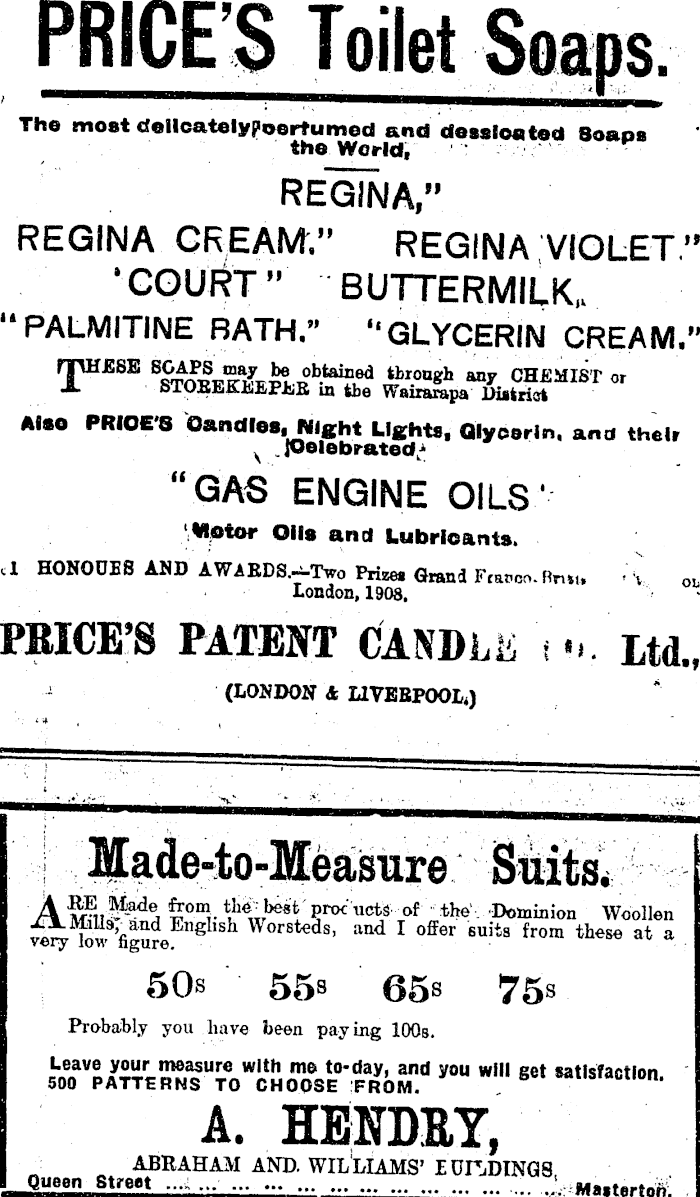 PRICE'S Toilet Soaps.
The most delicately perfumed and dessicated Soaps
the World,
REGINA,"
REGINA CREAM." REGINA VIOLET."
'COURT" BUTTERMILK,
"PALMITINE BATH." "GLYCERIN CREAM."
THESE SOAPS may be obtained through any CHEMIST or
STOREKEEPER in the Wairarapa District
Also PRICE'S Candles, Night Lights, Glycerin, and their
Celebrated
"GAS ENGINE OILS'
Motor Oils and Lubricants.
HONOUES AND AWARDS.—Two Prizes Grand Franco-
London, 1908.
PRICE'S PATENT CANDLE Ltd.,
(LONDON & LIVERPOOL.)
Made-to-Measure Suits.
ARE Made from the best products of the Dominion Woollen
Mills, and English Worsteds, and I offer suits from these at a
very low figure.
50s 55s 65s 75s
Probably you have been paying 100s.
Leave your measure with me to-day, and you will get satisfaction.
500 PATTERNS TO CHOOSE FROM.
A. HENDRY,
ABRAHAM AND WILLIAMS' BUILDINGS,
Queen Street .... ... ... ... ... ... ... ... ... ... ... ... ... Masterton.